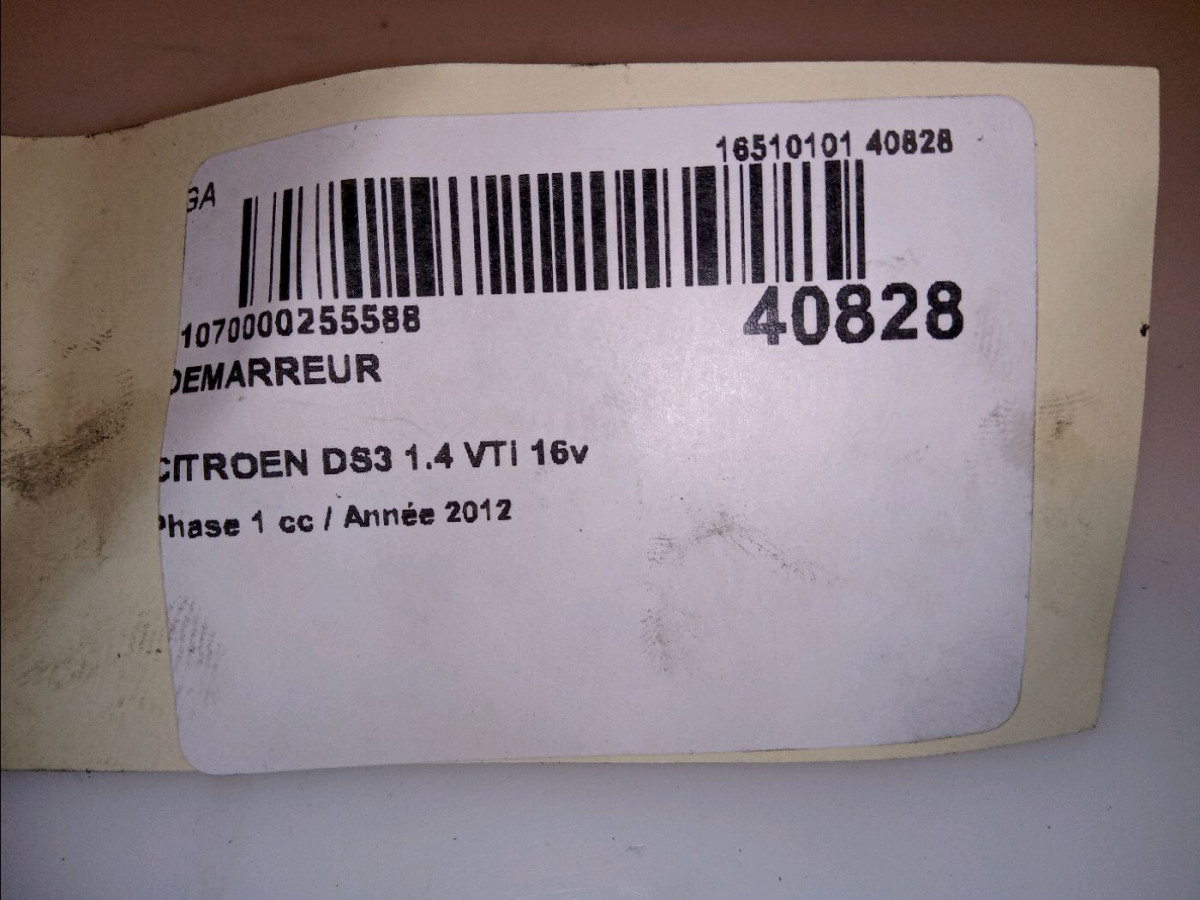 16510101 40828
GA
1070000255588
40828
DEMARREUR
CITROEN DS3 1.4 VTi 16v
Phase 1 cc / Année 2012